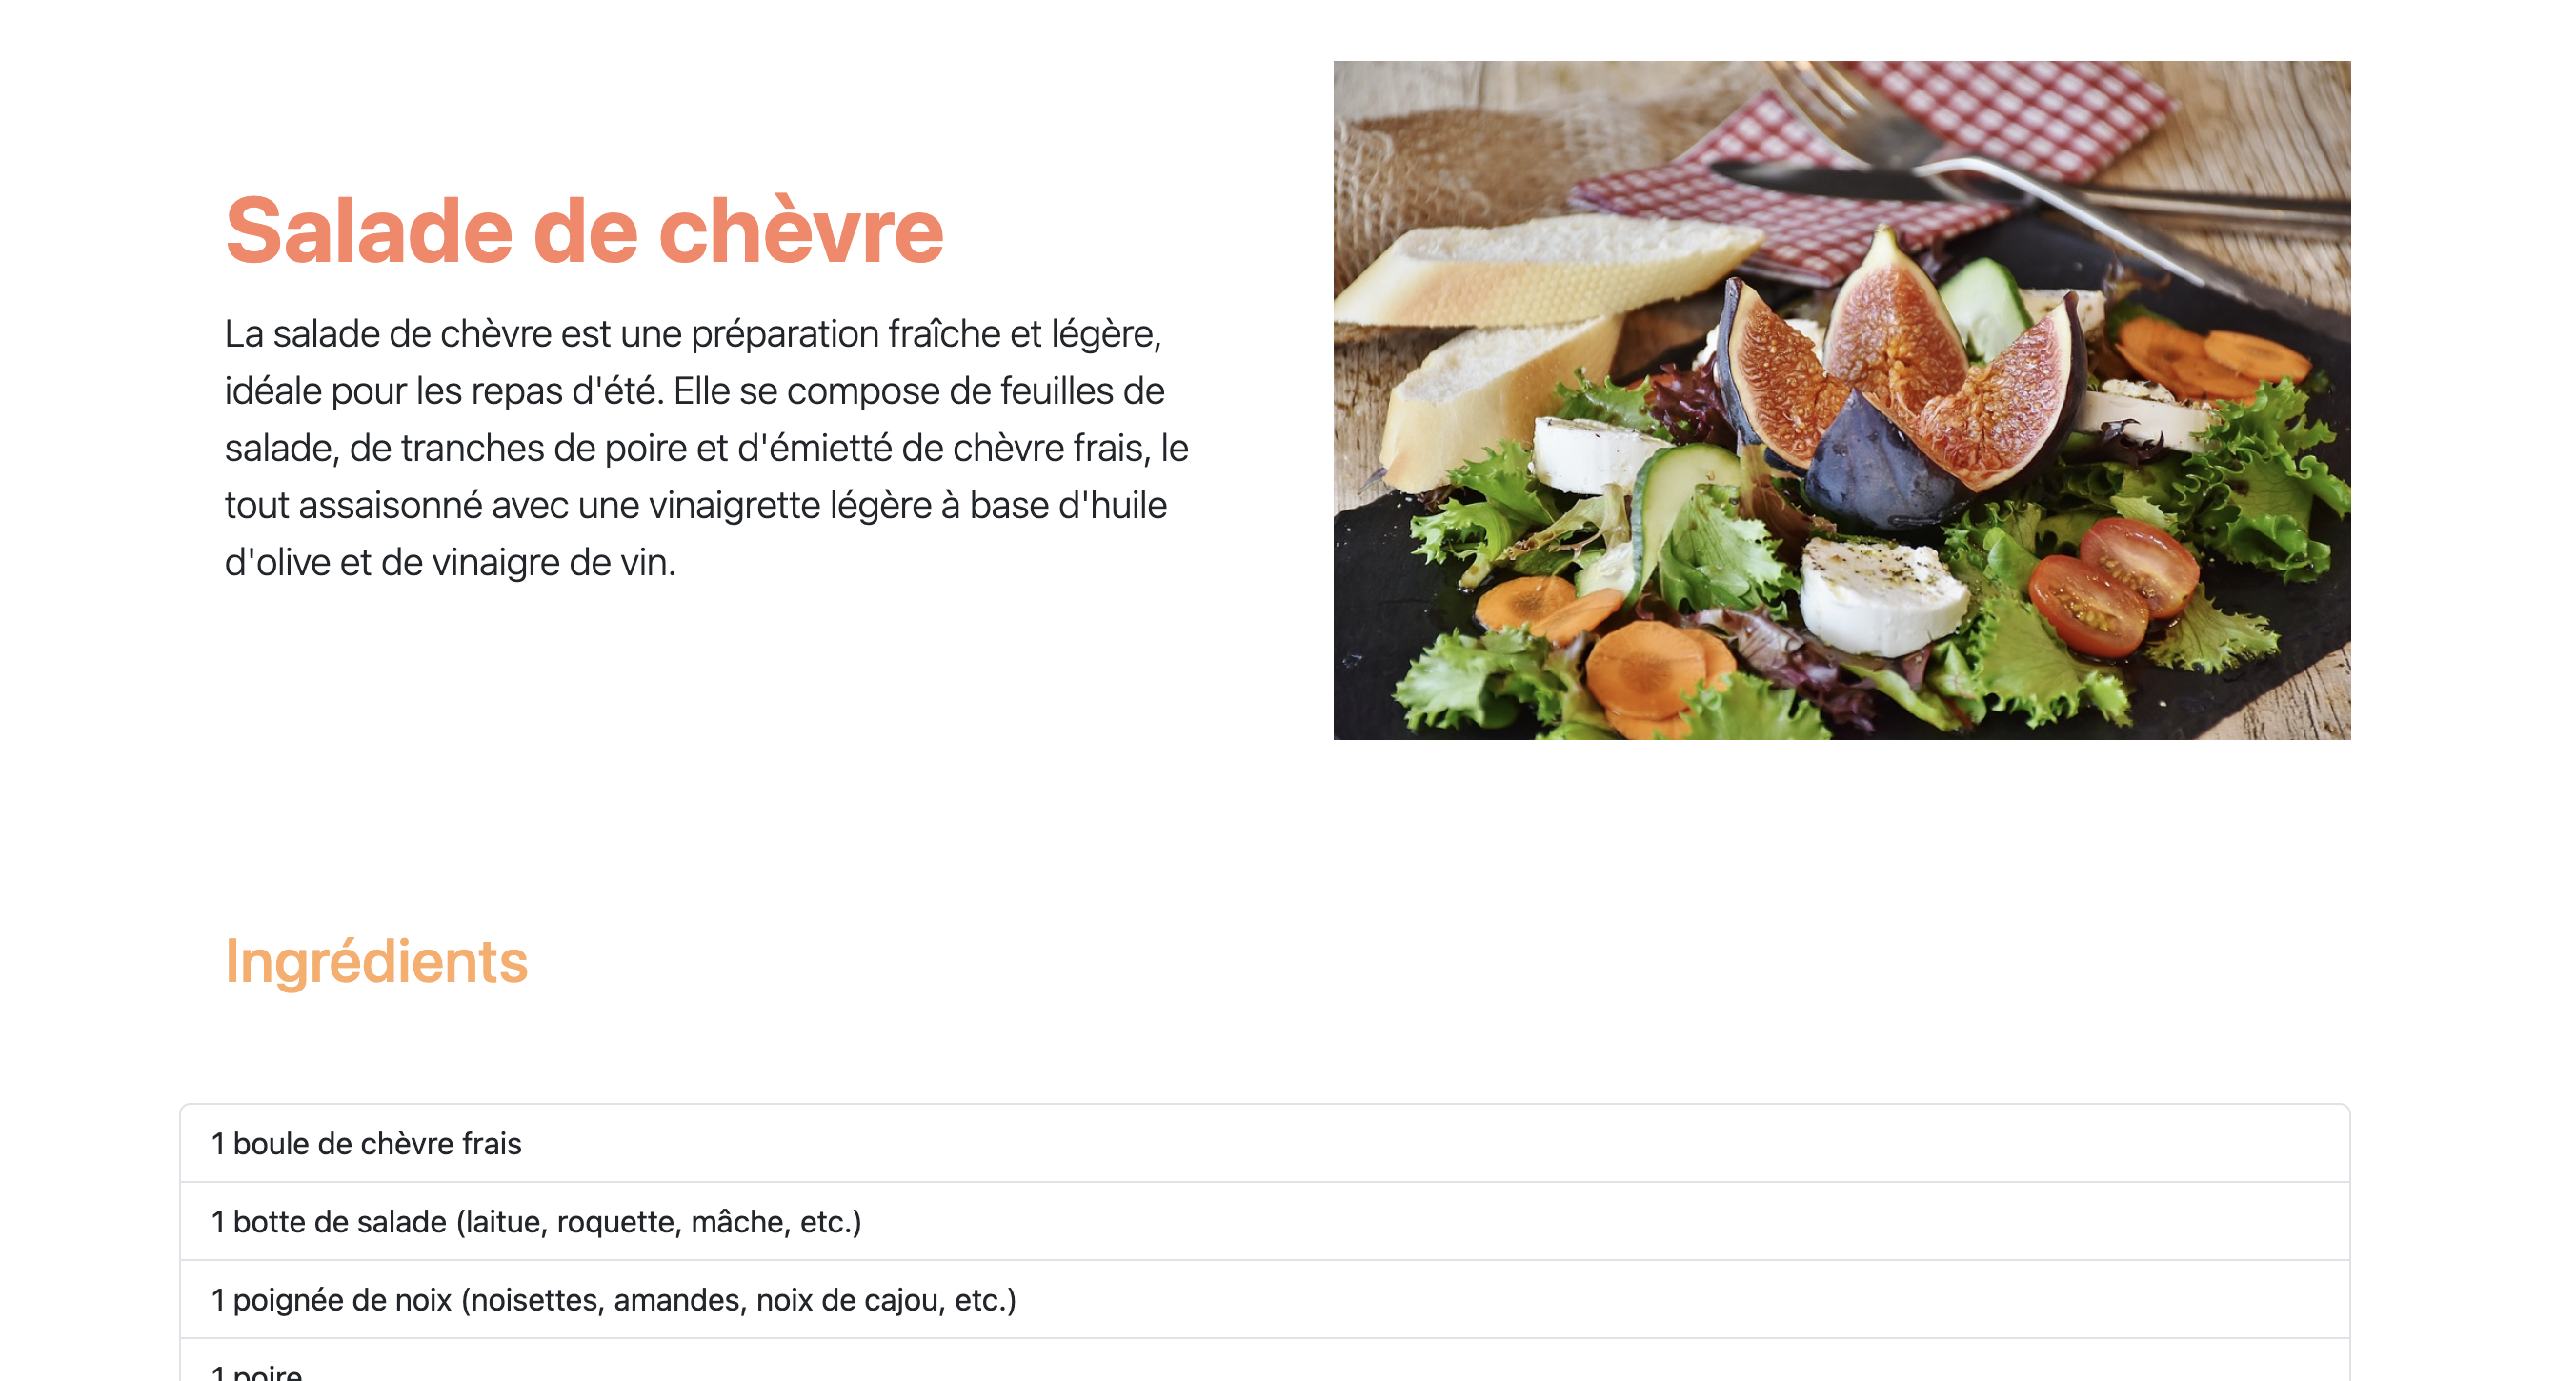 Salade de chèvre
La salade de chèvre est une préparation fraîche et légère,
idéale pour les repas d'été. Elle se compose de feuilles de
salade, de tranches de poire et d'émietté de chèvre frais, le
tout assaisonné avec une vinaigrette légère à base d'huile
d'olive et de vinaigre de vin.
Ingrédients
1 boule de chèvre frais
1 botte de salade (laitue, roquette, mâche, etc.)
1 poignée de noix (noisettes, amandes, noix de cajou, etc.)
1 poire